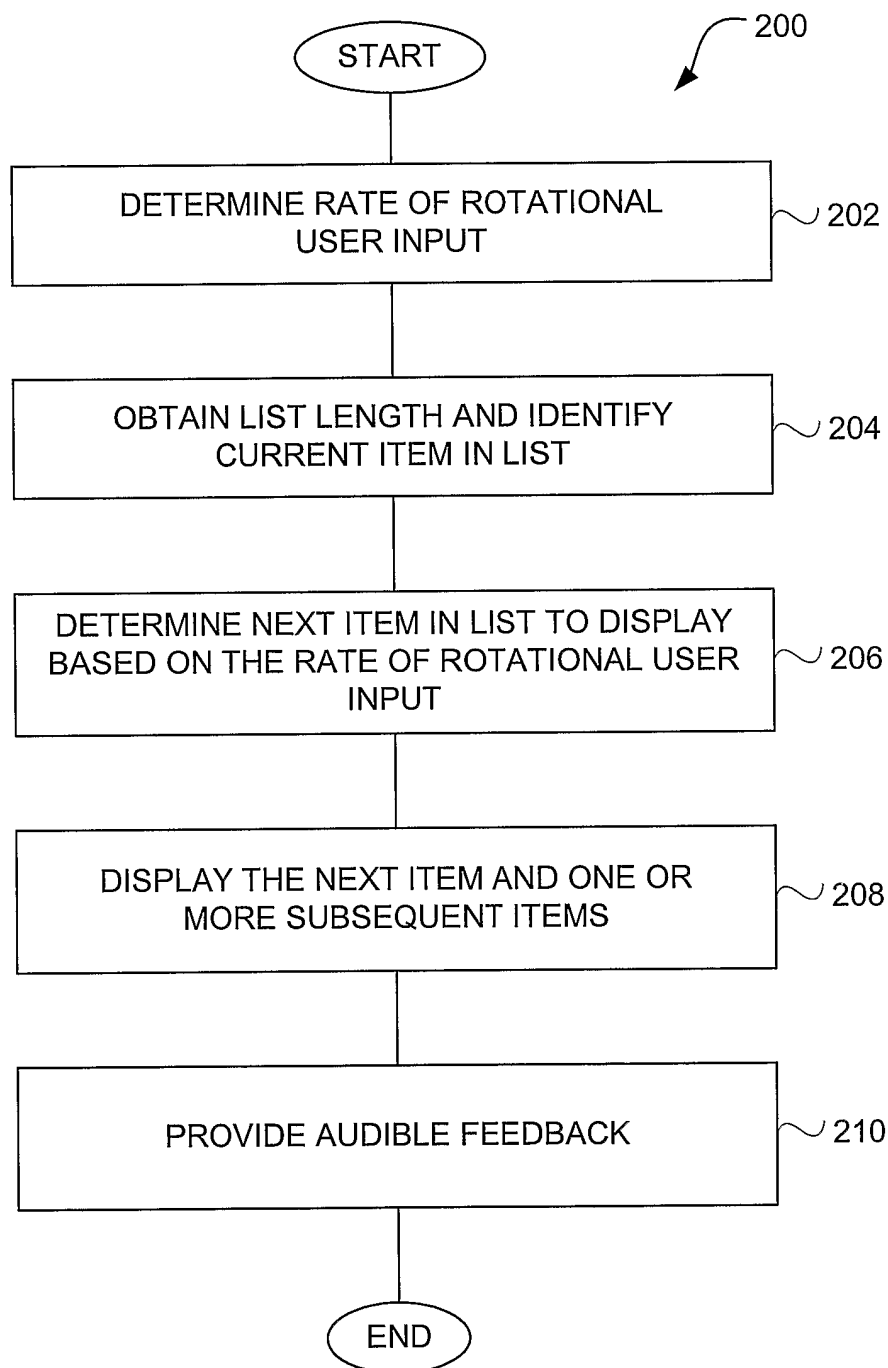 200
START
DETERMINE RATE OF ROTATIONAL
USER INPUT
202
OBTAIN LIST LENGTH AND IDENTIFY
CURRENT ITEM IN LIST
204
DETERMINE NEXT ITEM IN LIST TO DISPLAY
BASED ON THE RATE OF ROTATIONAL USER
INPUT
206
DISPLAY THE NEXT ITEM AND ONE OR
MORE SUBSEQUENT ITEMS
208
PROVIDE AUDIBLE FEEDBACK
210
END